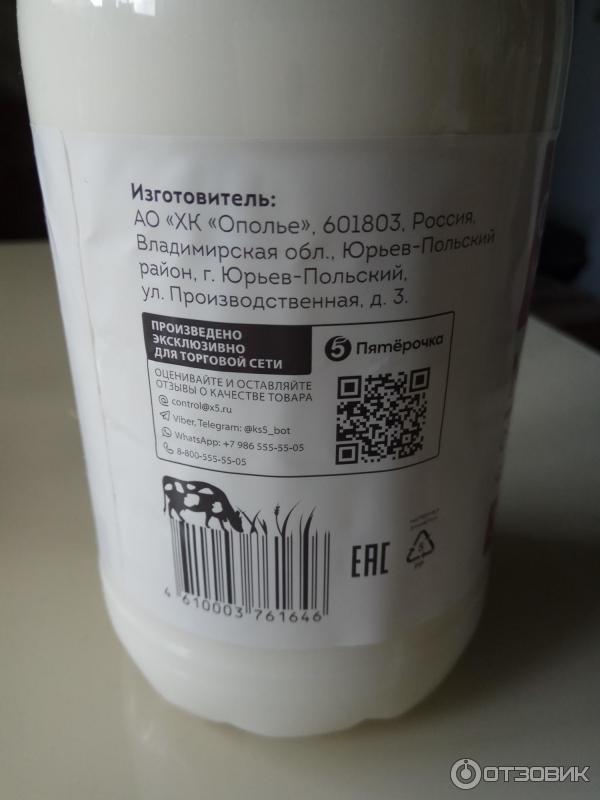 Изготовитель:
АО «ХК «Ополье», 601803, Россия,
Владимирская обл., Юрьев-Польский
район, г. Юрьев-Польский,
ул. Производственная, д. 3.
ПРОИЗВЕДЕНО
ЭКСКЛЮЗИВНО
ДЛЯ ТОРГОВОЙ СЕТИ
5 Пятёрочка
ОЦЕНИВАЙТЕ И ОСТАВЛЯЙТЕ
ОТЗЫВЫ О КАЧЕСТВЕ ТОВАРА
control@x5.ru
Viber, Telegram: @ks5_bot
WhatsApp: +7 986 555-55-05
8-800-555-55-05
4 610003 761646
EAC
5
PP
ОТЗОВИК